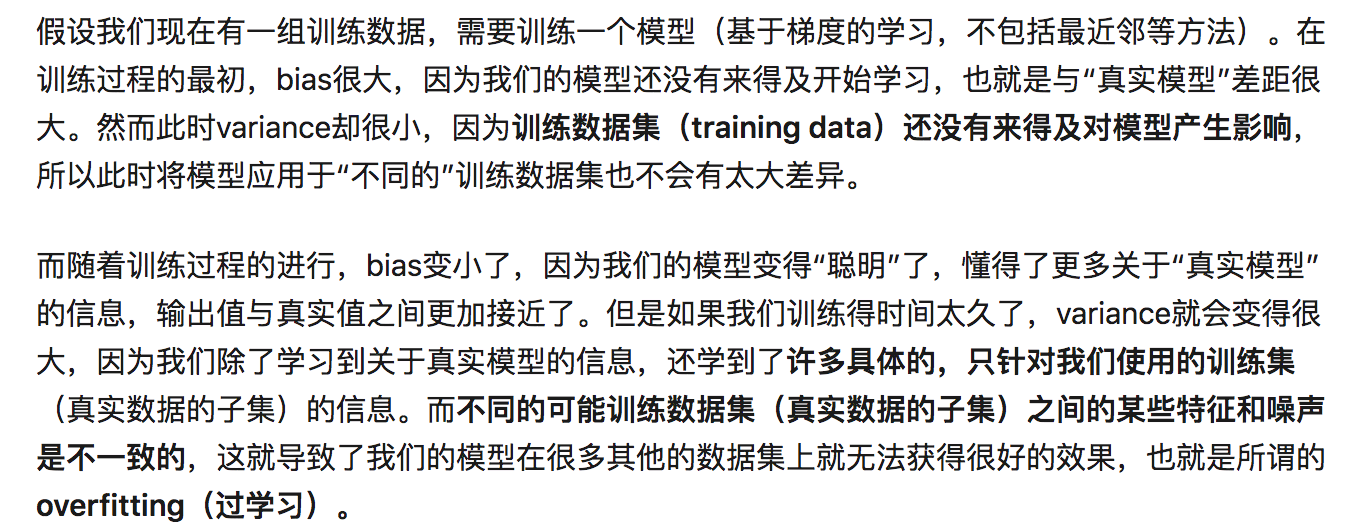 假设我们现在有一组训练数据，需要训练一个模型（基于梯度的学习，不包括最近邻等方法）。在
训练过程的最初，bias很大，因为我们的模型还没有来得及开始学习，也就是与“真实模型”差距很
大。然而此时variance却很小，因为训练数据集（training data）还没有来得及对模型产生影响，
所以此时将模型应用于“不同的”训练数据集也不会有太大差异。
而随着训练过程的进行，bias变小了，因为我们的模型变得“聪明”了，懂得了更多关于“真实模型”
的信息，输出值与真实值之间更加接近了。但是如果我们训练得时间太久了，variance就会变得很
大，因为我们除了学习到关于真实模型的信息，还学到了许多具体的，只针对我们使用的训练集
（真实数据的子集）的信息。而不同的可能训练数据集（真实数据的子集）之间的某些特征和噪声
是不一致的，这就导致了我们的模型在很多其他的数据集上就无法获得很好的效果，也就是所谓的
overfitting（过学习）。